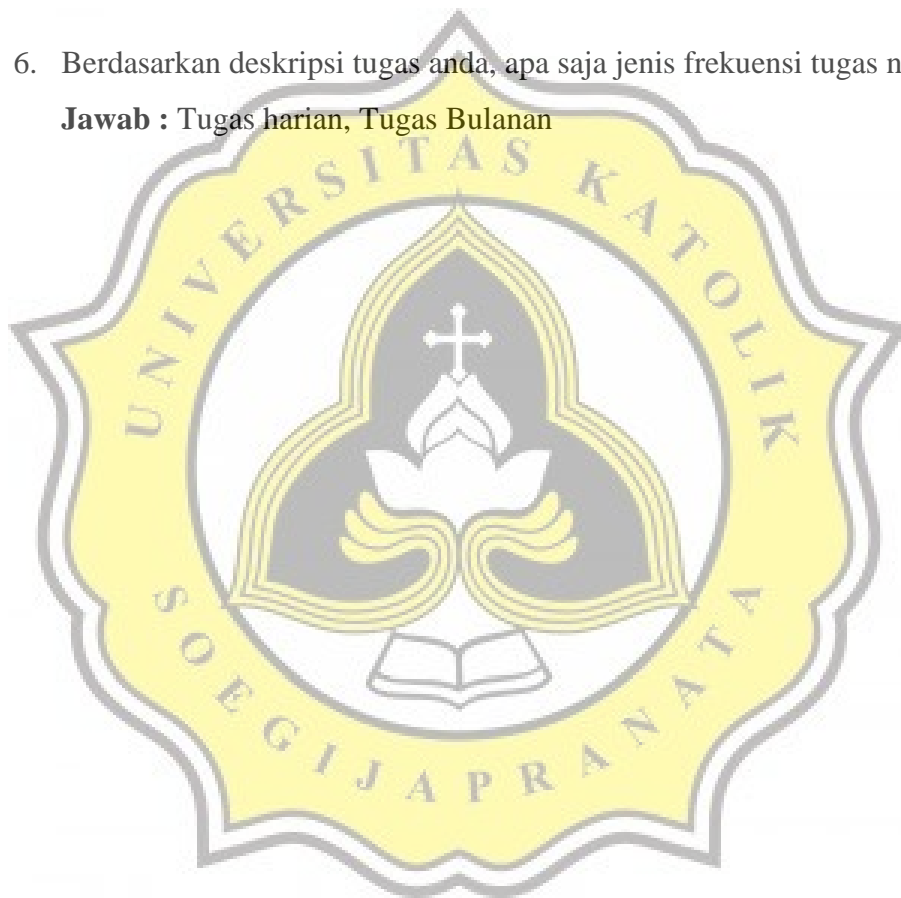 6. Berdasarkan deskripsi tugas anda, apa saja jenis frekuensi tugas
Jawab : Tugas harian, Tugas Bulanan
UNIVERSITAS KATOLIK
SOEGIJAPRANATA